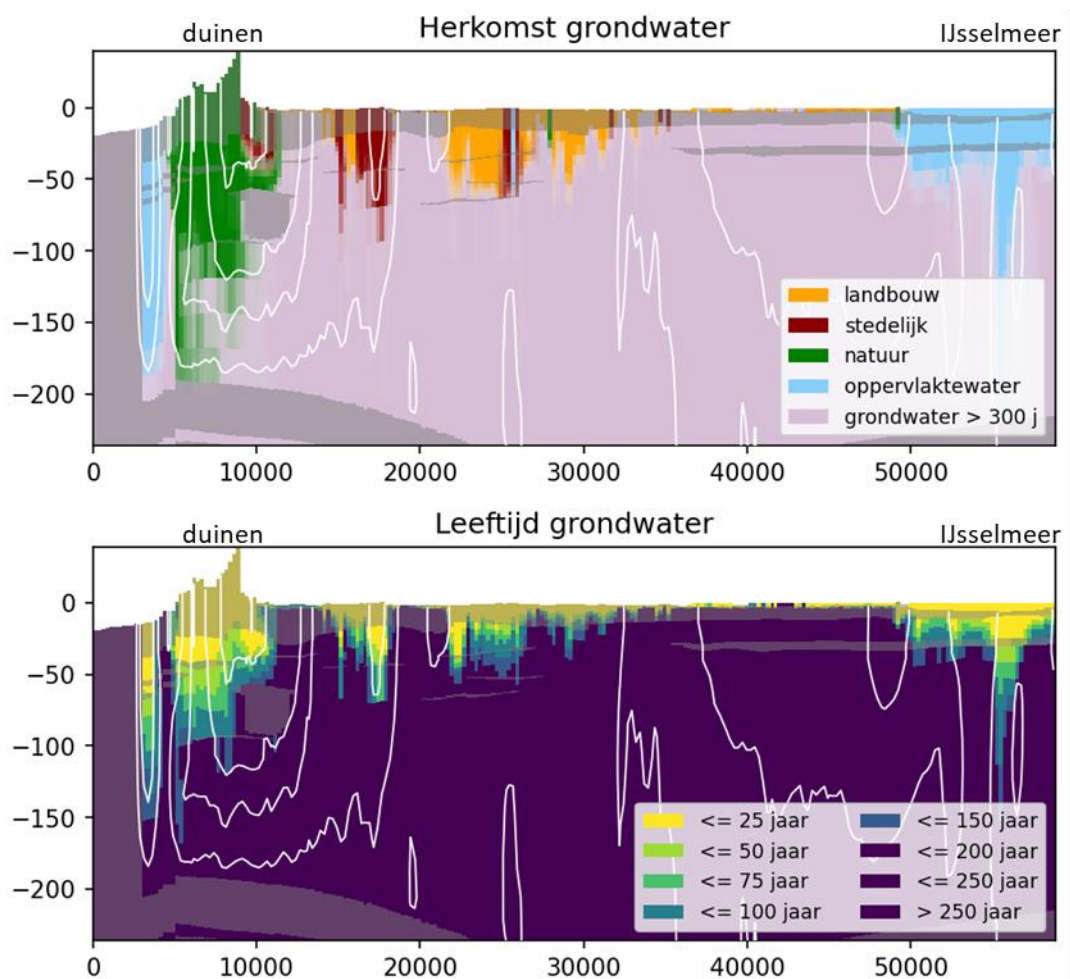 duinen
Herkomst grondwater
IJsselmeer
0
−50
−100
−150
−200
landbouw
stedelijk
natuur
oppervlaktewater
grondwater > 300 j
0 10000 20000 30000 40000 50000
duinen
Leeftijd grondwater
IJsselmeer
0
−50
−100
−150
−200
<= 25 jaar <= 150 jaar
<= 50 jaar <= 200 jaar
<= 75 jaar <= 250 jaar
<= 100 jaar > 250 jaar
0 10000 20000 30000 40000 50000